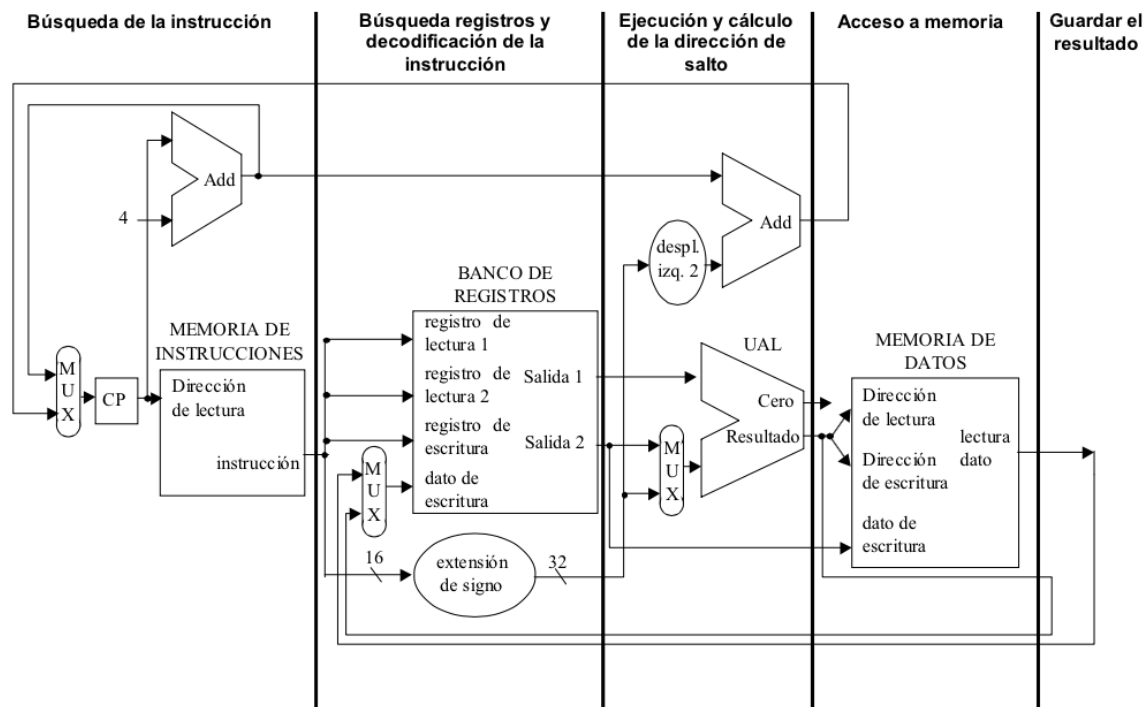 Búsqueda de la instrucción
Búsqueda registros y
decodificación de la
instrucción
Ejecución y cálculo
de la dirección de
salto
Acceso a memoria
Guardar el
resultado
Add
4
MEMORIA DE
INSTRUCCIONES
M
U
X
CP
Dirección
de lectura
instrucción
BANCO DE
REGISTROS
registro de
lectura 1
registro de
lectura 2
registro de
escritura
dato de
escritura
Salida 1
Salida 2
M
U
X
16
extensión
de signo
32
despl.
izq. 2
Add
UAL
Cero
Resultado
M
U
X
MEMORIA DE
DATOS
Dirección
de lectura
Dirección
de escritura
lectura
dato
dato de
escritura